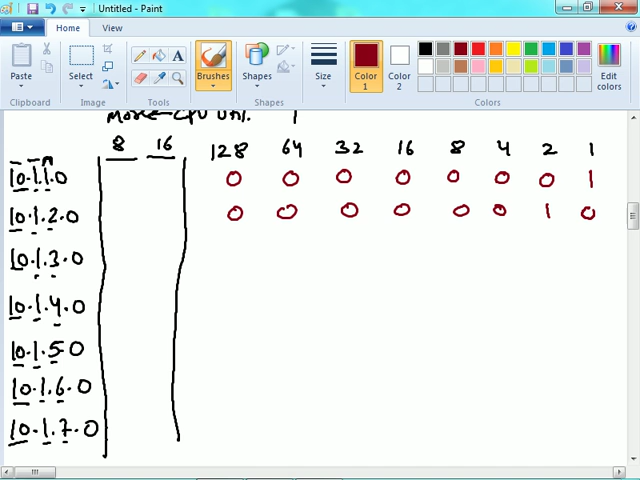 Untitled - Paint
Home View
Paste Select Brushes Shapes Size Color 1 Color 2 Edit colors
Clipboard Image Tools Shapes Colors
More-CPU Util.
8 16 128 64 32 16 8 4 2 1
10.1.1.0 0 0 0 0 0 0 0 1
10.1.2.0 0 0 0 0 0 0 1 0
10.1.3.0
10.1.4.0
10.1.5.0
10.1.6.0
10.1.7.0